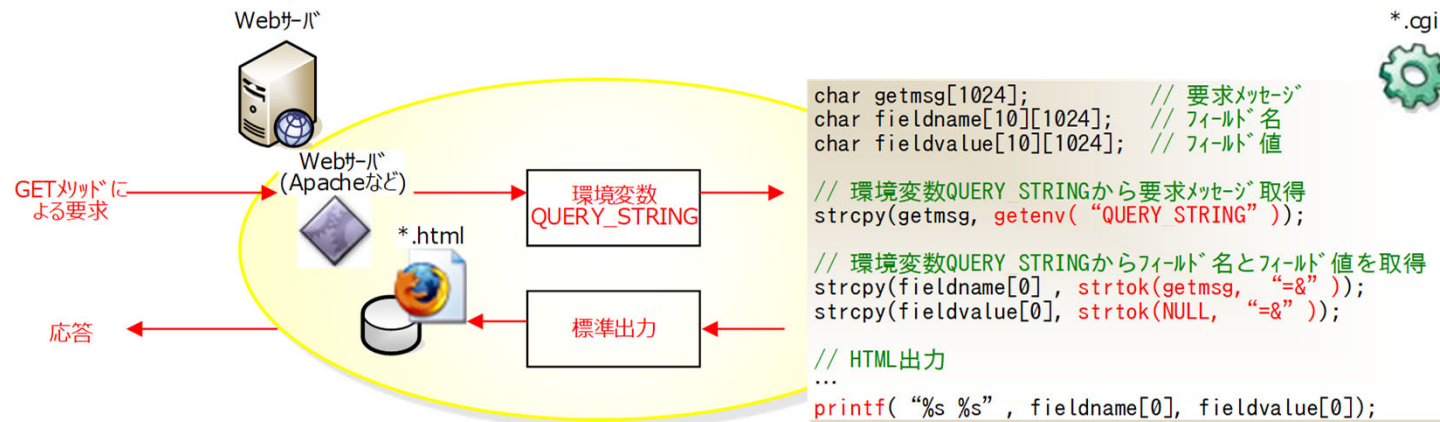 Webｻｰﾊﾞ
*.cgi
Webｻｰﾊﾞ
(Apacheなど)
GETﾒｿｯﾄﾞに
よる要求
環境変数
QUERY_STRING
*.html
標準出力
応答
char getmsg[1024]; // 要求ﾒｯｾｰｼﾞ
char fieldname[10][1024]; // ﾌｨｰﾙﾄﾞ名
char fieldvalue[10][1024]; // ﾌｨｰﾙﾄﾞ値
// 環境変数QUERY_STRINGから要求ﾒｯｾｰｼﾞ取得
strcpy(getmsg, getenv( “QUERY_STRING” ));
// 環境変数QUERY_STRINGからﾌｨｰﾙﾄﾞ名とﾌｨｰﾙﾄﾞ値を取得
strcpy(fieldname[0] , strtok(getmsg, “=&” ));
strcpy(fieldvalue[0], strtok(NULL, “=&” ));
// HTML出力
…
printf( “%s %s” , fieldname[0], fieldvalue[0]);